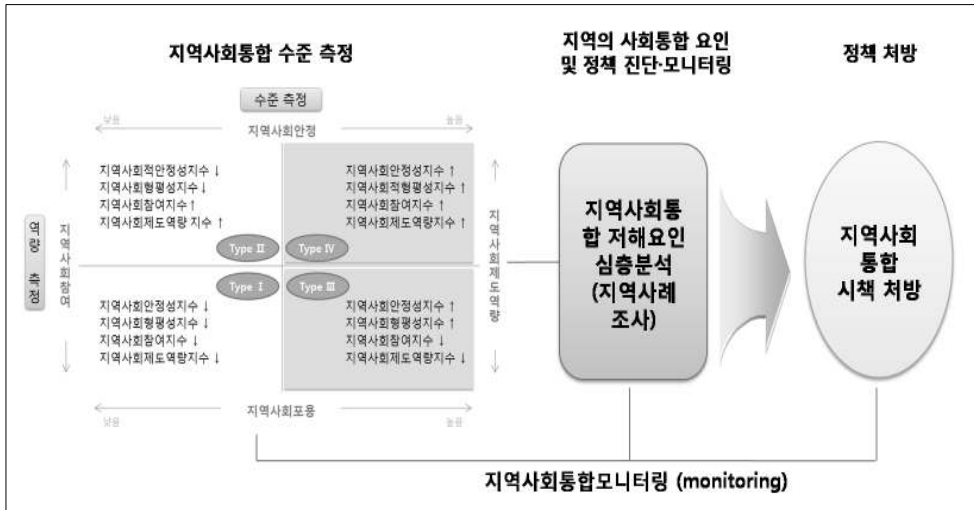 지역사회통합 수준 측정
수준 측정
낮음
높음
지역사회안정
지역사회적안정성지수 ↓
지역사회형평성지수↓
지역사회참여지수↑
지역사회제도역량 지수 ↑
지역사회안정성지수 ↑
지역사회적형평성지수 ↑
지역사회참여지수 ↑
지역사회제도역량지수 ↑
역량 측정
지역사회참여
지역사회제도역량
Type Ⅱ
Type Ⅳ
Type Ⅰ
Type Ⅲ
지역사회안정성지수 ↓
지역사회형평성지수 ↓
지역사회참여지수 ↓
지역사회제도역량지수 ↓
지역사회안정성지수 ↑
지역사회형평성지수 ↑
지역사회참여지수 ↓
지역사회제도역량지수 ↓
낮음
높음
지역사회포용
지역의 사회통합 요인
및 정책 진단·모니터링
지역사회통
합 저해요인
심층분석
(지역사례
조사)
정책 처방
지역사회
통합
시책 처방
지역사회통합모니터링 (monitoring)